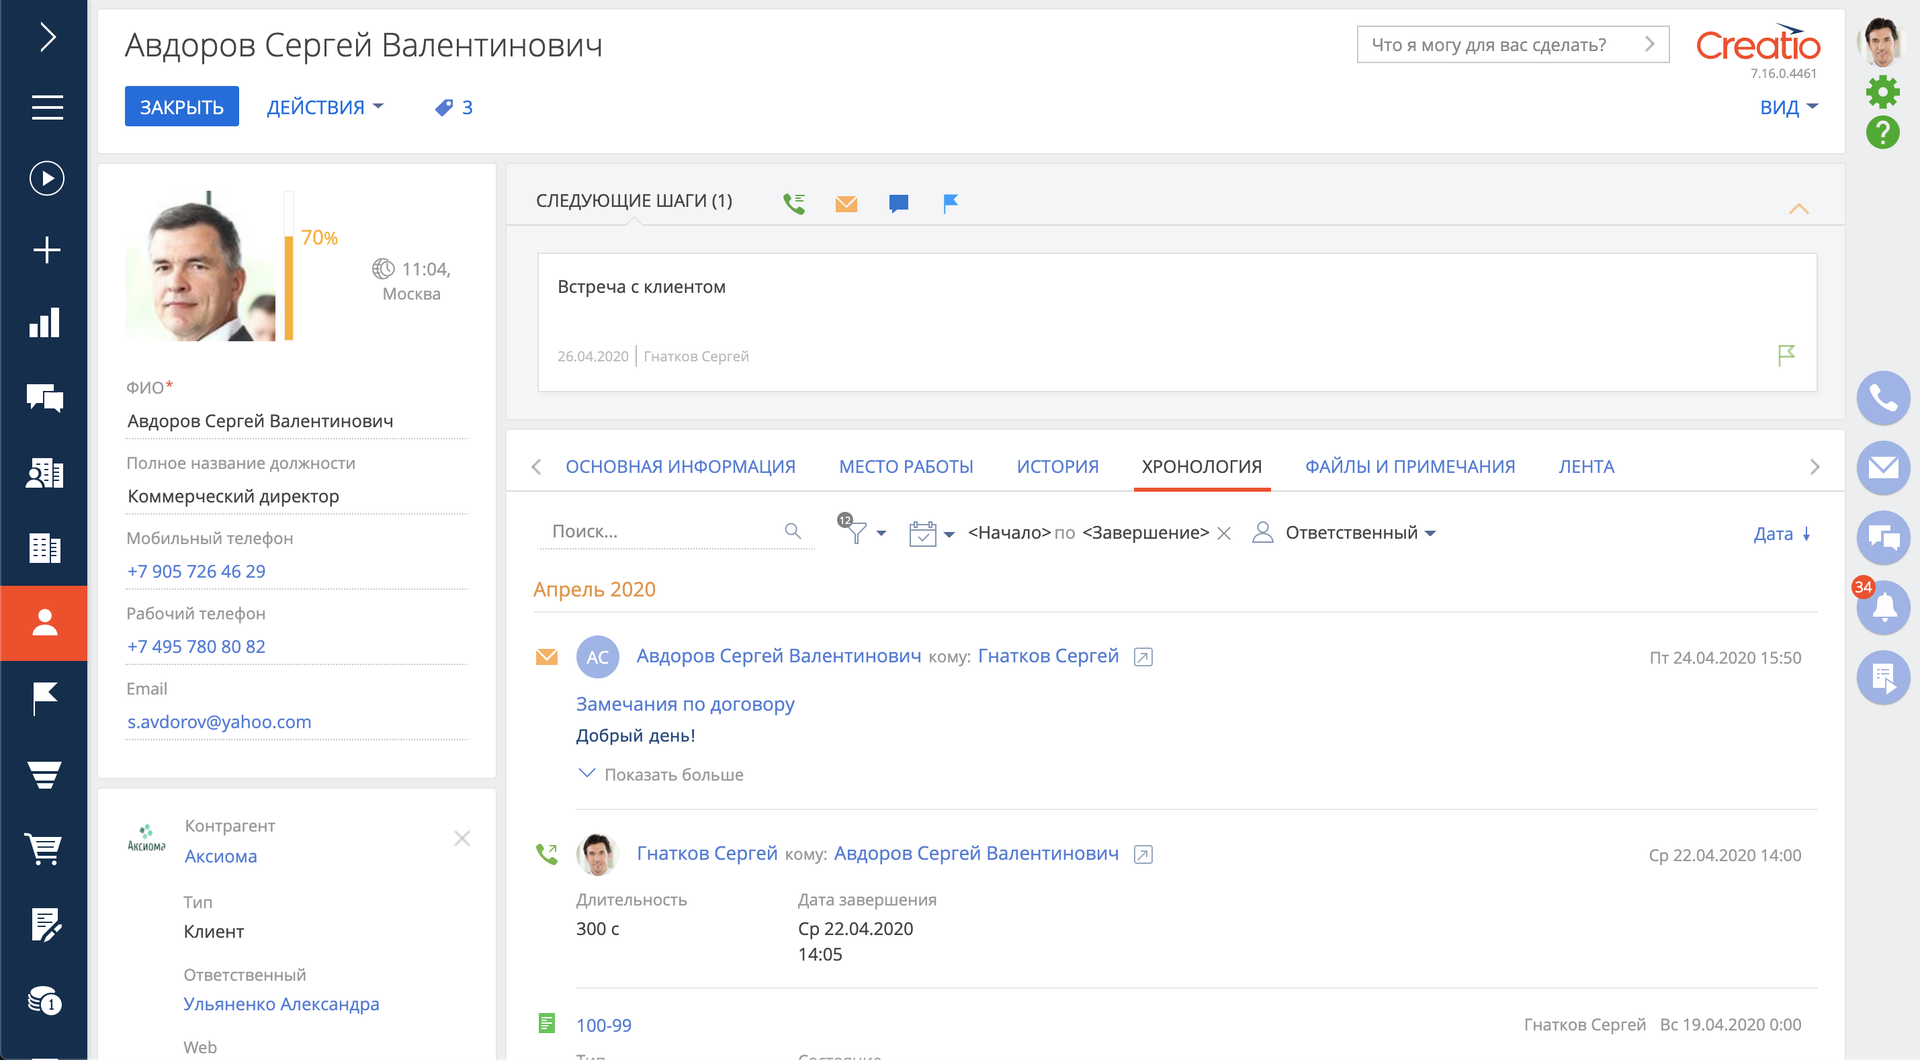 Авдоров Сергей Валентинович
Что я могу для вас сделать?
Creatio
7.16.0.4461
ЗАКРЫТЬ
ДЕЙСТВИЯ
3
ВИД
70%
11:04,
Москва
ФИО*
Авдоров Сергей Валентинович
Полное название должности
Коммерческий директор
Мобильный телефон
+7 905 726 46 29
Рабочий телефон
+7 495 780 80 82
Email
s.avdorov@yahoo.com
Аксиома
Контрагент
Аксиома
Тип
Клиент
Ответственный
Ульяненко Александра
Web
1
СЛЕДУЮЩИЕ ШАГИ (1)
Встреча с клиентом
26.04.2020 Гнатков Сергей
ОСНОВНАЯ ИНФОРМАЦИЯ
МЕСТО РАБОТЫ
ИСТОРИЯ
ХРОНОЛОГИЯ
ФАЙЛЫ И ПРИМЕЧАНИЯ
ЛЕНТА
Поиск...
12
<Начало> по <Завершение>
Ответственный
Дата
Апрель 2020
АС
Авдоров Сергей Валентинович кому: Гнатков Сергей
Пт 24.04.2020 15:50
Замечания по договору
Добрый день!
Показать больше
Гнатков Сергей кому: Авдоров Сергей Валентинович
Ср 22.04.2020 14:00
Длительность
300 с
Дата завершения
Ср 22.04.2020
14:05
100-99
Гнатков Сергей Вс 19.04.2020 0:00
Тип
Состояние
?
34